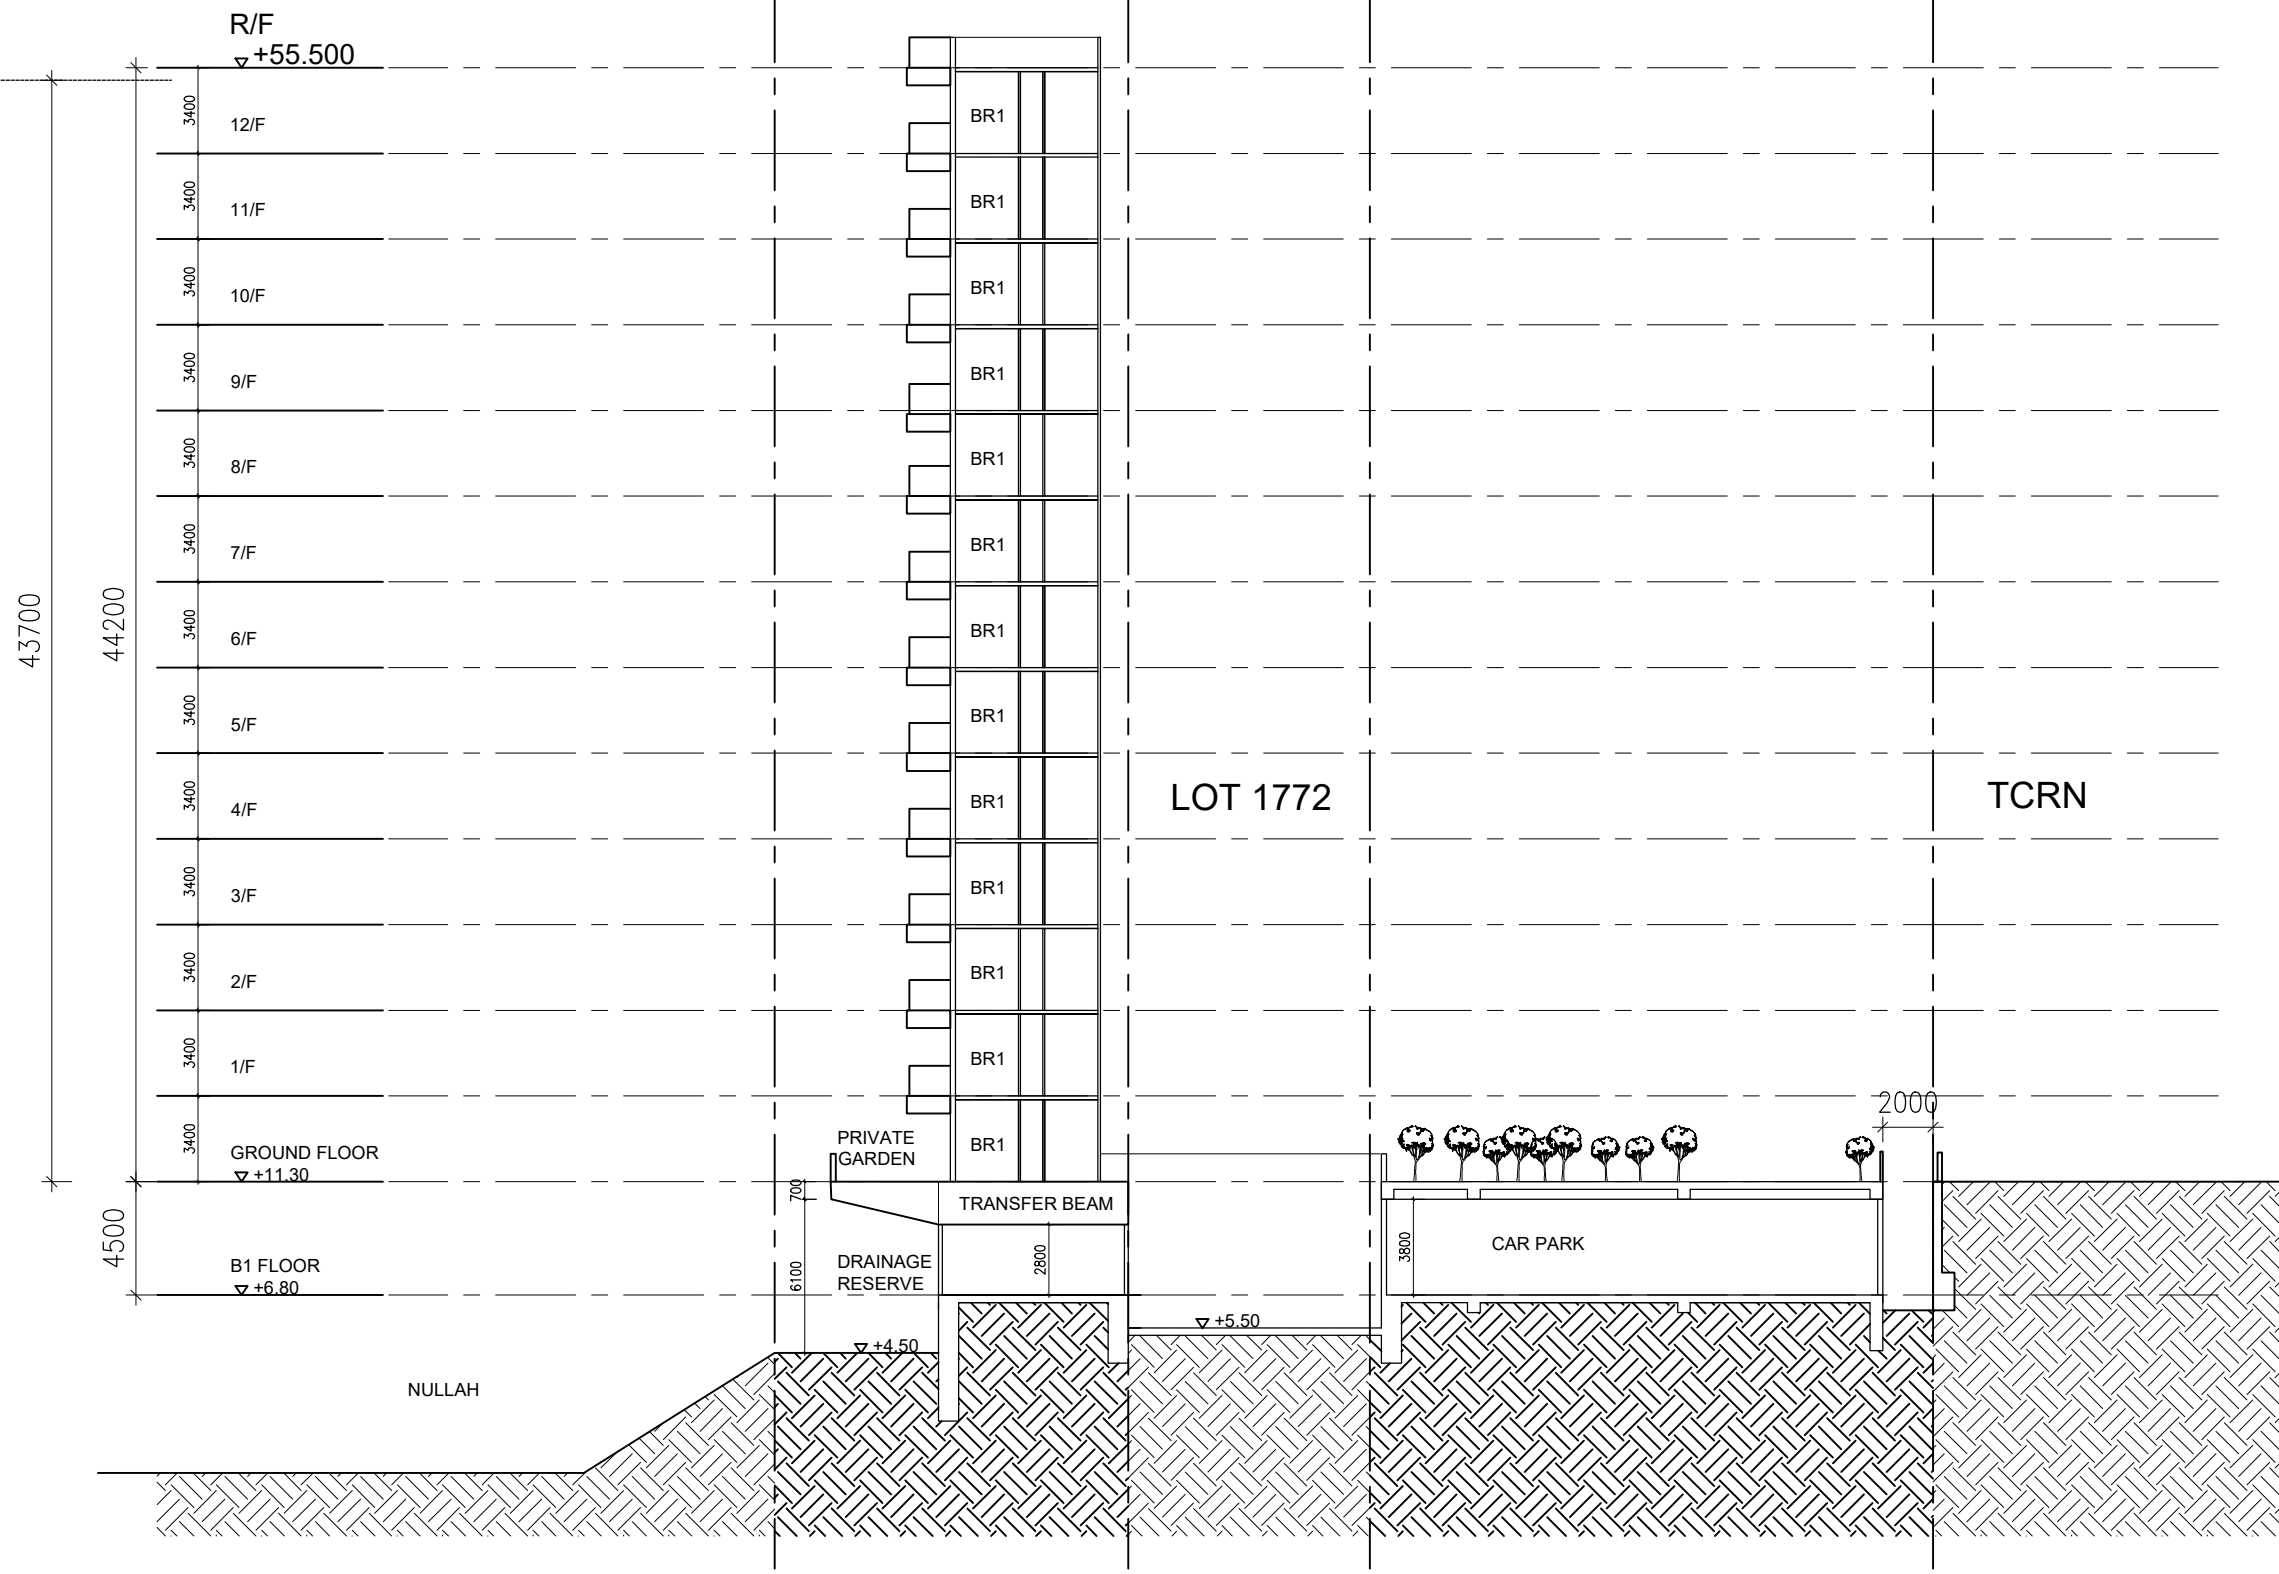 R/F
+55.500
3400
12/F
BR1
3400
11/F
BR1
3400
10/F
BR1
3400
9/F
BR1
3400
8/F
BR1
3400
7/F
BR1
43700
44200
3400
6/F
BR1
3400
5/F
BR1
3400
4/F
BR1
LOT 1772
TCRN
3400
3/F
BR1
3400
2/F
BR1
3400
1/F
BR1
2000
3400
GROUND FLOOR
+11.30
PRIVATE
GARDEN
BR1
700
TRANSFER BEAM
4500
B1 FLOOR
+6.80
6100
DRAINAGE
RESERVE
2800
3800
CAR PARK
+5.50
+4.50
NULLAH